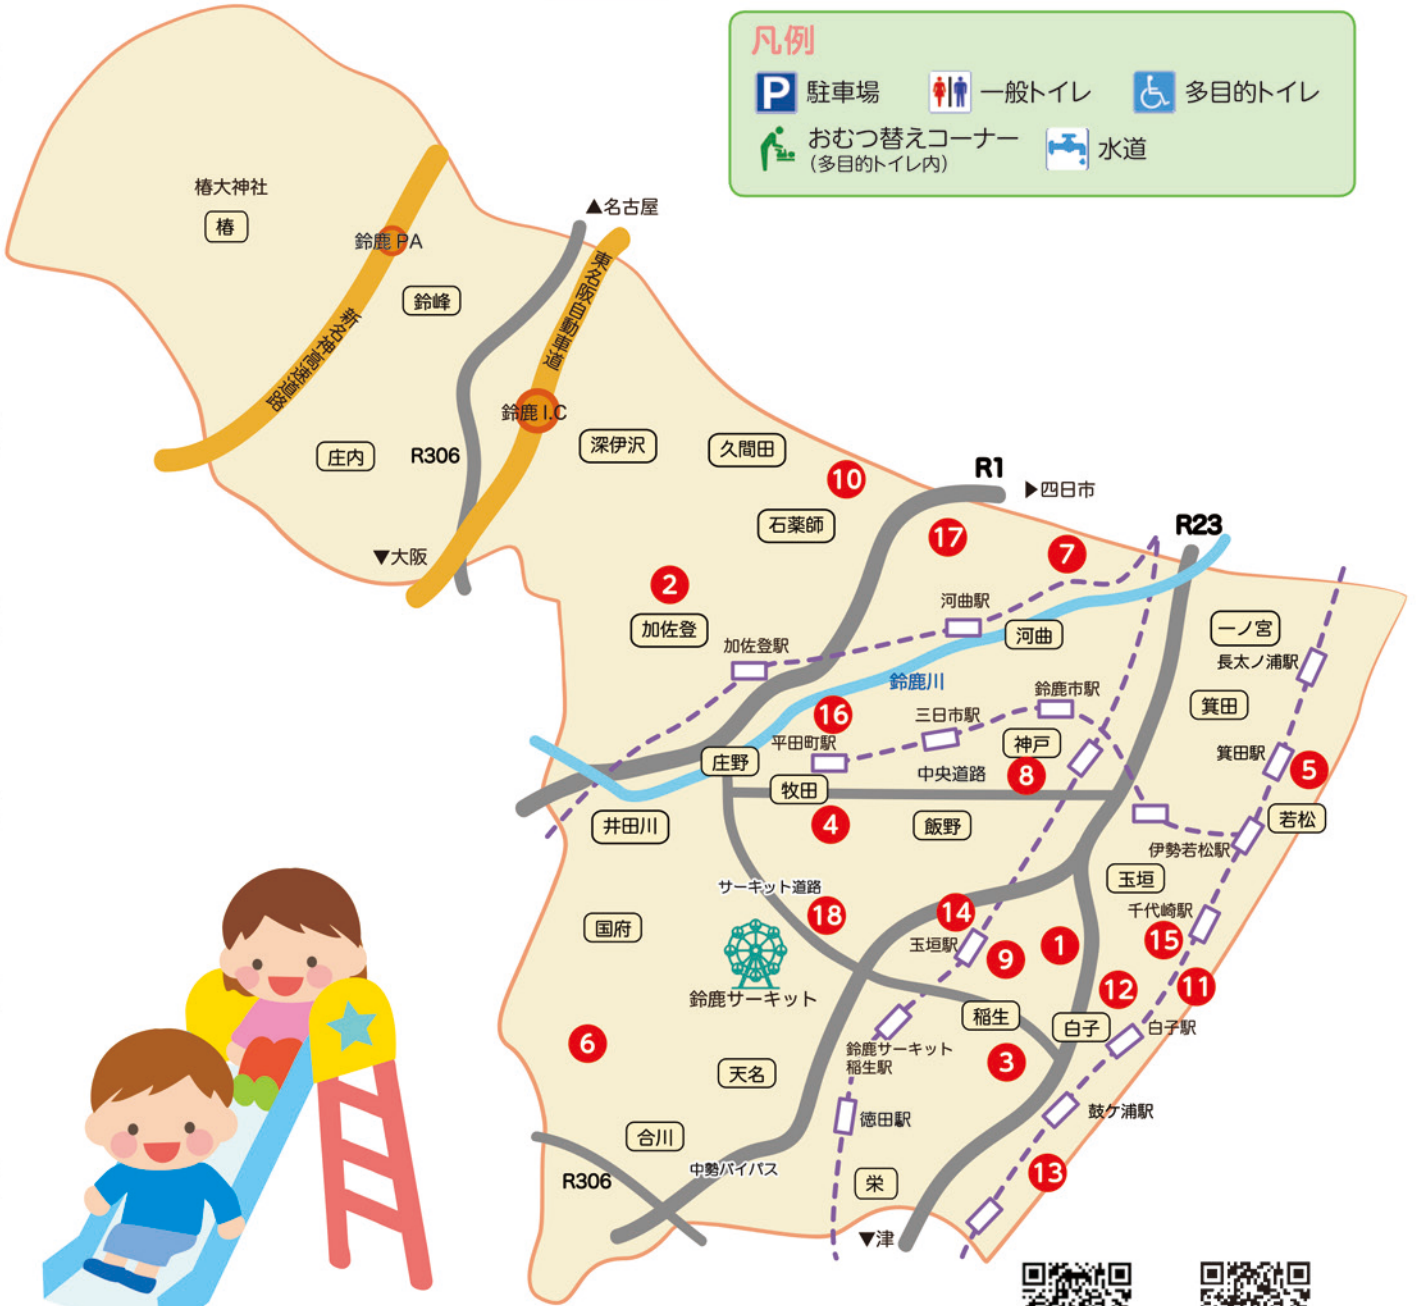 凡例
P 駐車場
一般トイレ
多目的トイレ
おむつ替えコーナー
(多目的トイレ内)
水道
椿大神社
椿
▲名古屋
鈴鹿 PA
東名阪自動車道
鈴峰
新名神高速道路
鈴鹿 I.C
深伊沢
久間田
庄内
R306
10
R1
▶四日市
石薬師
R23
17
7
▼大阪
2
河曲駅
加佐登
河曲
一ノ宮
加佐登駅
長太ノ浦駅
鈴鹿川
鈴鹿市駅
箕田
16
三日市駅
平田町駅
神戸
箕田駅
庄野
中央道路
8
5
牧田
井田川
4
飯野
若松
伊勢若松駅
玉垣
サーキット道路
18
14
千代崎駅
国府
玉垣駅
9
1
15
鈴鹿サーキット
12
11
稲生
白子
白子駅
6
鈴鹿サーキット
稲生駅
3
天名
徳田駅
鼓ケ浦駅
合川
中勢バイパス
R306
栄
13
▼津